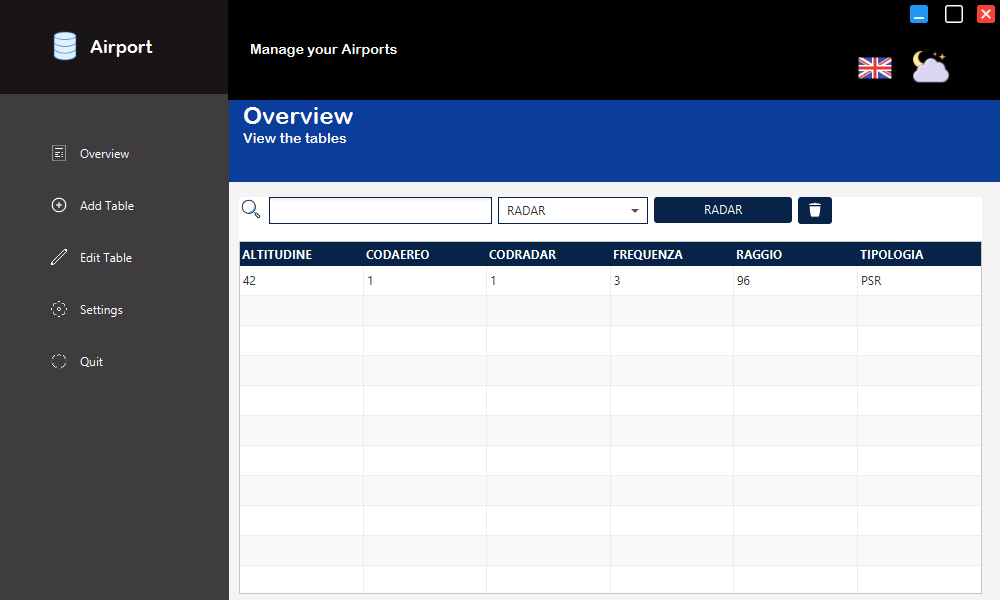 Airport
Manage your Airports
Overview
View the tables
Overview
Add Table
Edit Table
Settings
Quit
RADAR RADAR
ALTITUDINE CODAEREO CODRADAR FREQUENZA RAGGIO TIPOLOGIA
42 1 1 3 96 PSR